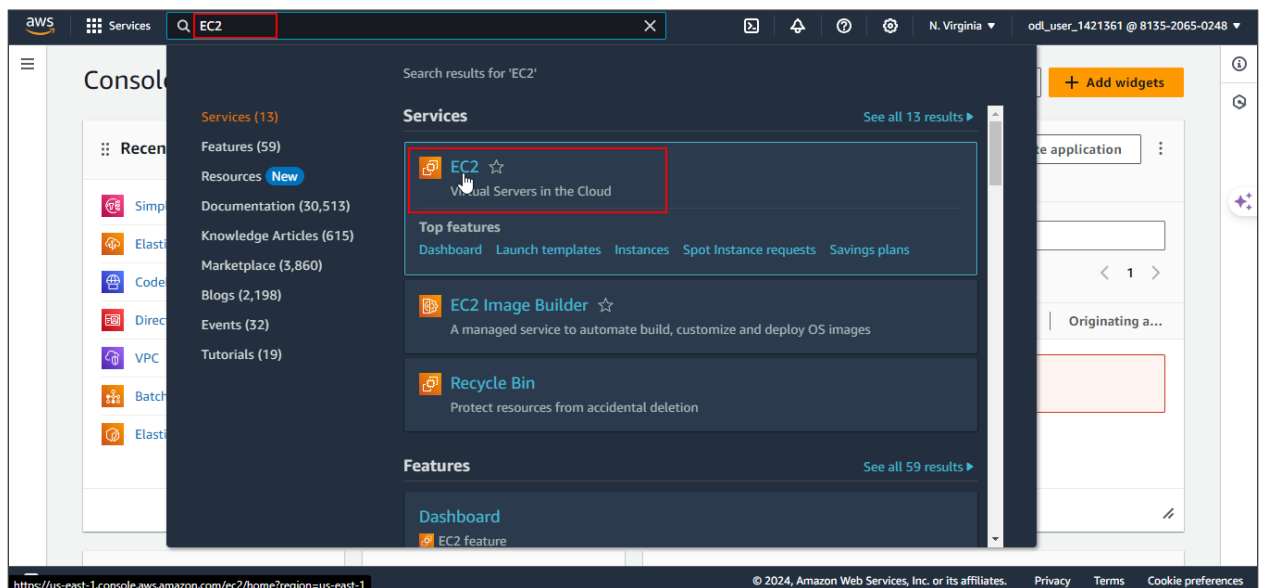 aws
Services
EC2
N. Virginia
odl_user_1421361 @ 8135-2065-0248
Search results for 'EC2'
Services (13)
Features (59)
Resources New
Documentation (30,513)
Knowledge Articles (615)
Marketplace (3,860)
Blogs (2,198)
Events (32)
Tutorials (19)
Services
See all 13 results
EC2
Virtual Servers in the Cloud
Top features
Dashboard Launch templates Instances Spot Instance requests Savings plans
EC2 Image Builder
A managed service to automate build, customize and deploy OS images
Recycle Bin
Protect resources from accidental deletion
Features
See all 59 results
Dashboard
EC2 feature
Consol
Recen
Simp
Elasti
Code
Direc
VPC
Batch
Elasti
+ Add widgets
te application
1
Originating a...
https://us-east-1.console.aws.amazon.com/ec2/home?region=us-east-1
© 2024, Amazon Web Services, Inc. or its affiliates. Privacy Terms Cookie preferences